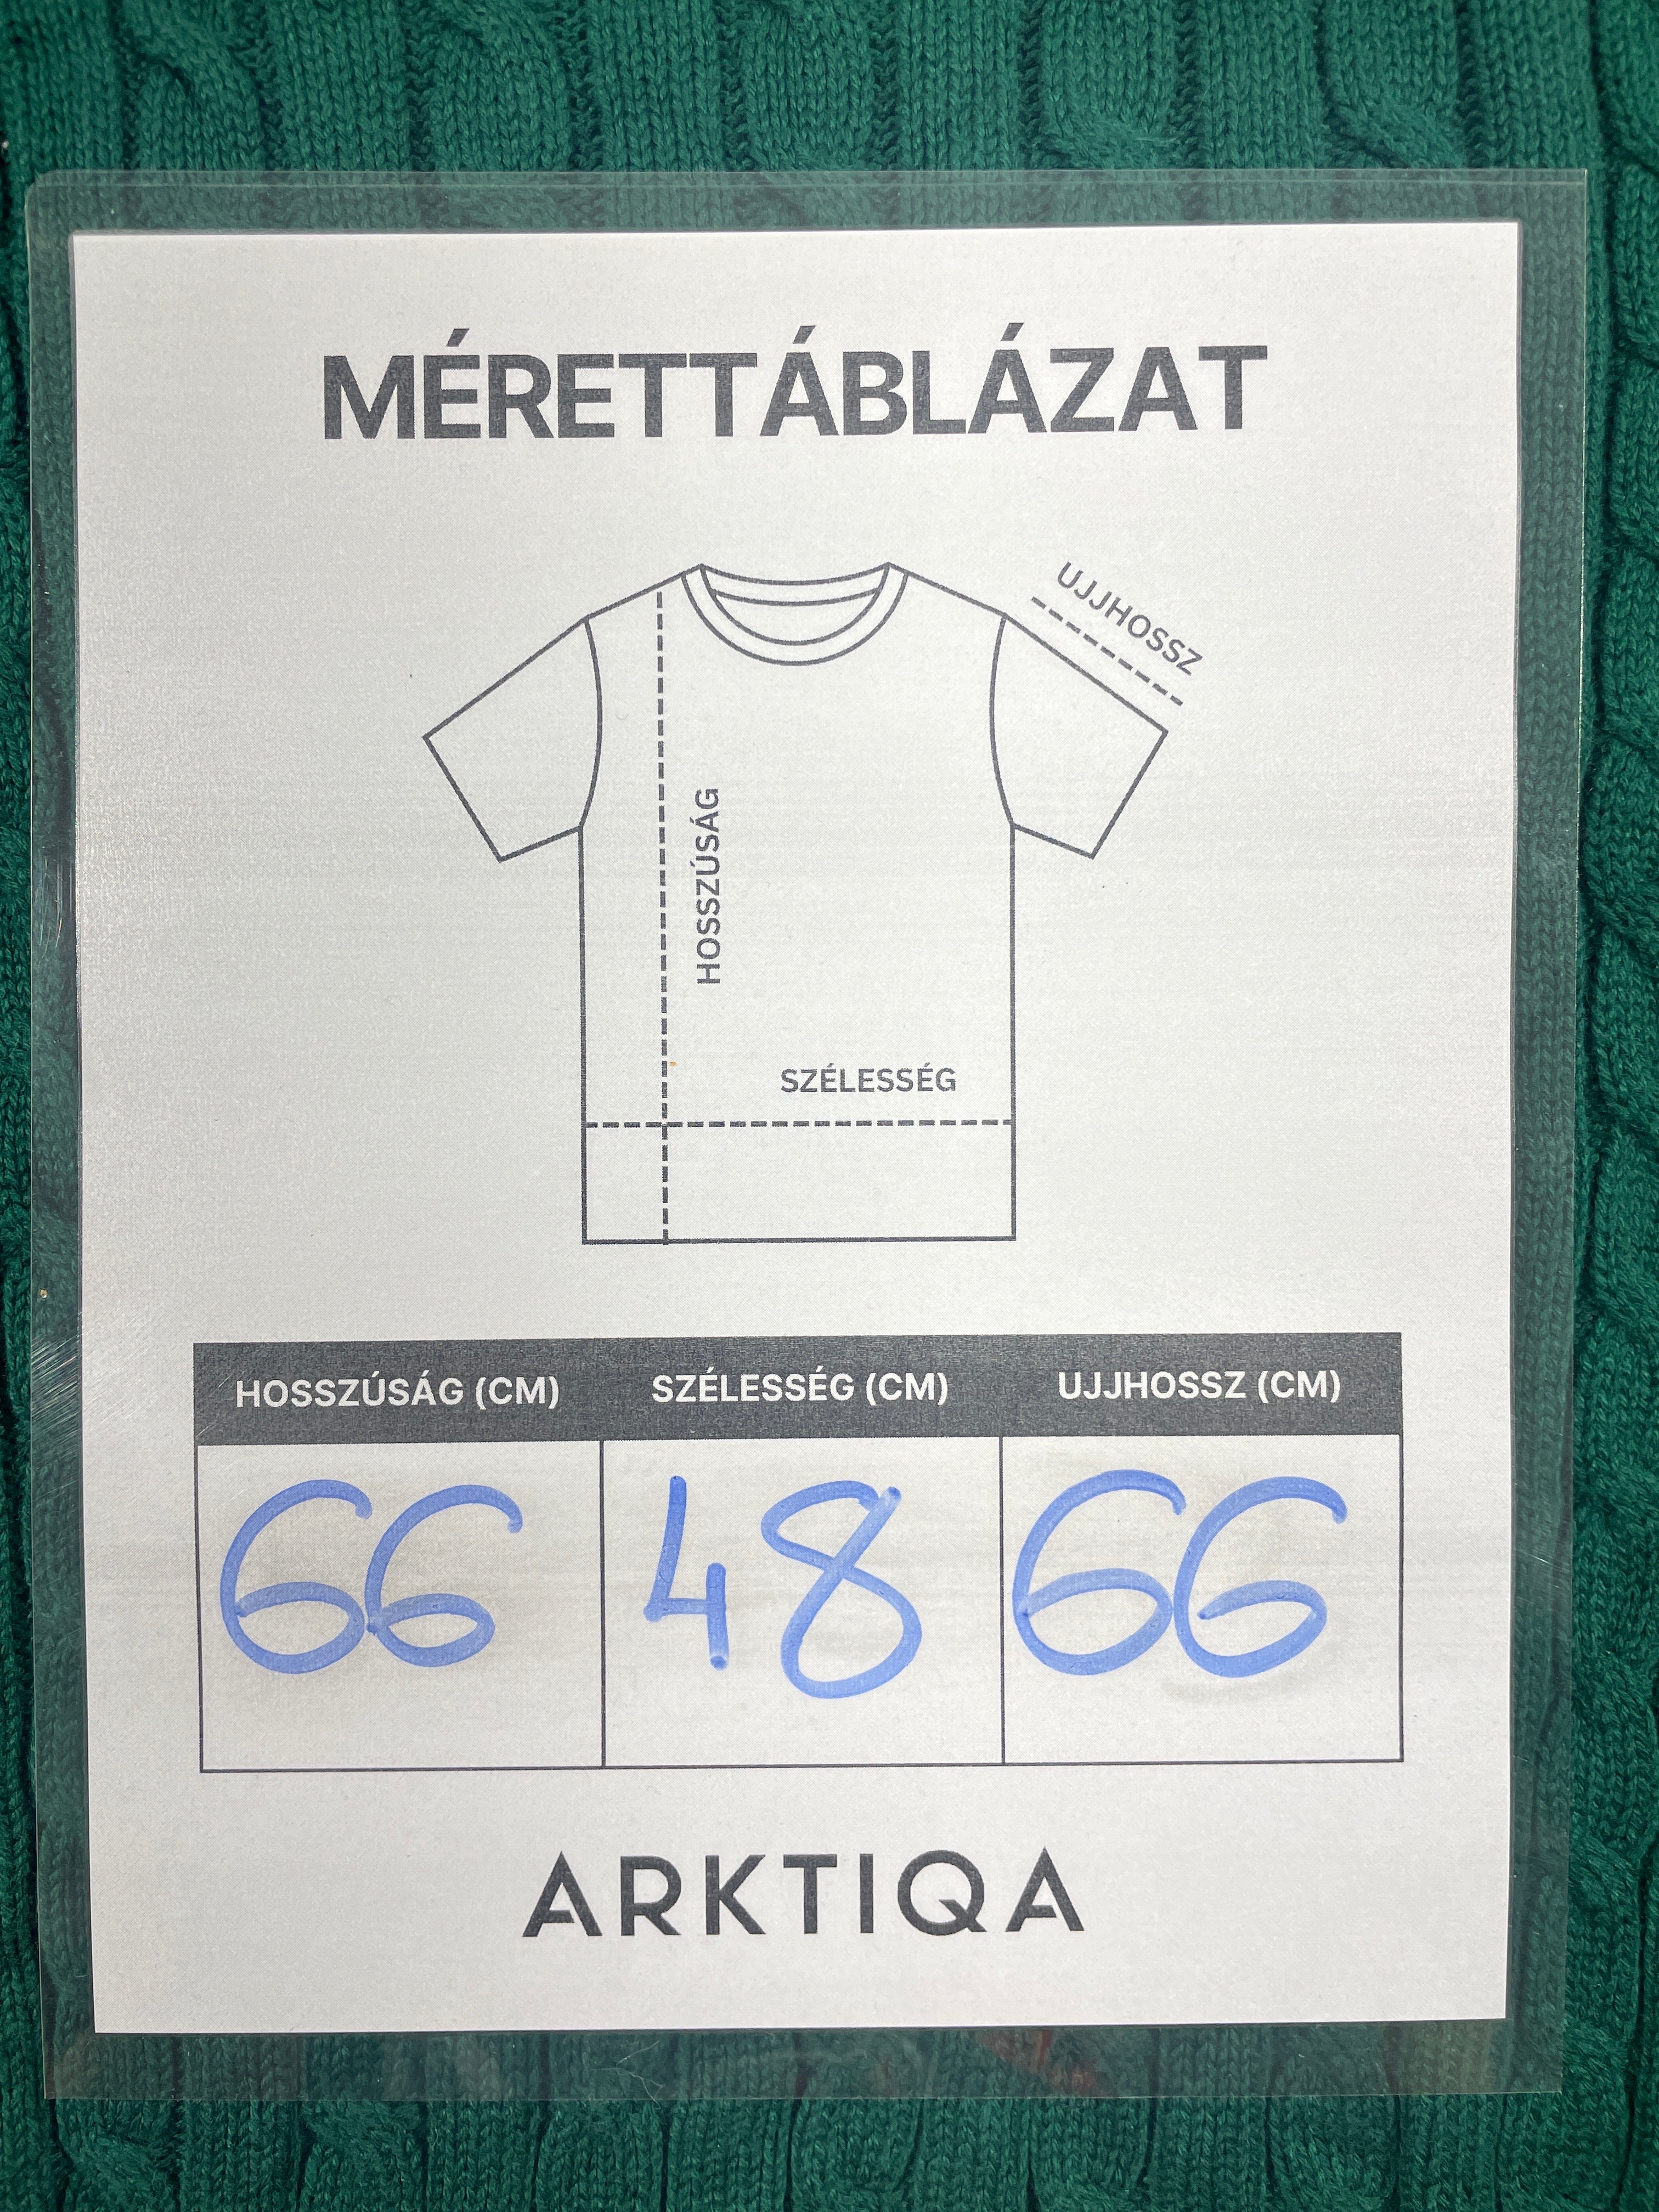 MÉRETTÁBLÁZAT
UJJHOSSZ
HOSSZÚSÁG
SZÉLESSÉG
HOSSZÚSÁG (CM) SZÉLESSÉG (CM) UJJHOSSZ (CM)
66 48 66
ARKTIQA